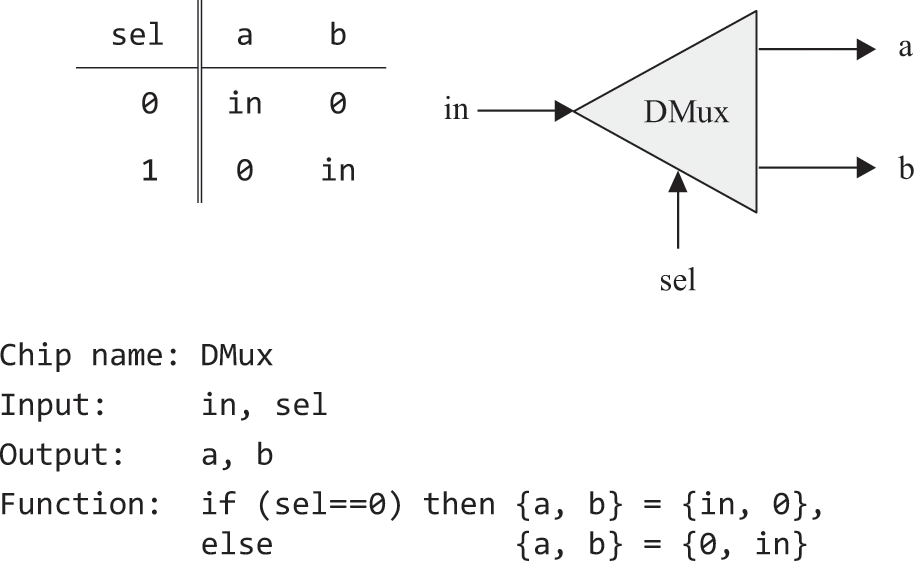 sel a b
0 in 0
1 0 in
in
DMux
a
b
sel
Chip name: DMux
Input: in, sel
Output: a, b
Function: if (sel==0) then {a, b} = {in, 0},
else {a, b} = {0, in}